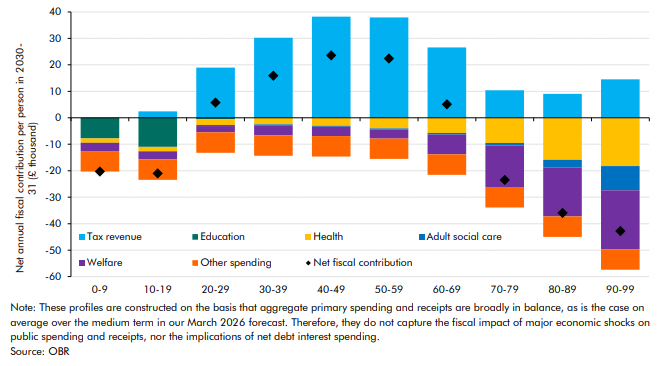 Net annual fiscal contribution per person in 2030-
31 (£ thousand)
40
30
20
10
0
-10
-20
-30
-40
-50
-60
Tax revenue
Education
Health
Adult social care
Welfare
Other spending
Net fiscal contribution
0-9
10-19
20-29
30-39
40-49
50-59
60-69
70-79
80-89
90-99
Note: These profiles are constructed on the basis that aggregate primary spending and receipts are broadly in balance, as is the case on
average over the medium term in our March 2026 forecast. Therefore, they do not capture the fiscal impact of major economic shocks on
public spending and receipts, nor the implications of net debt interest spending.
Source: OBR